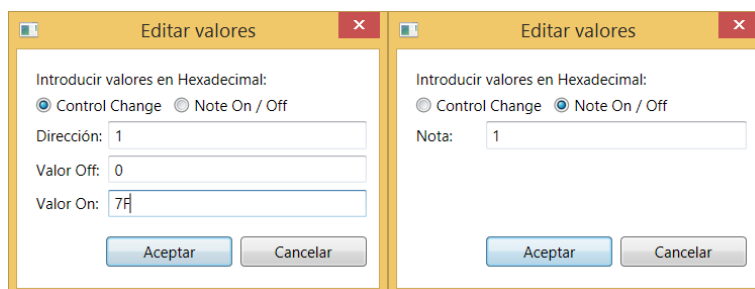 Editar valores
Introducir valores en Hexadecimal:
Control Change Note On / Off
Dirección: 1
Valor Off: 0
Valor On: 7F
Aceptar Cancelar
Editar valores
Introducir valores en Hexadecimal:
Control Change Note On / Off
Nota: 1
Aceptar Cancelar